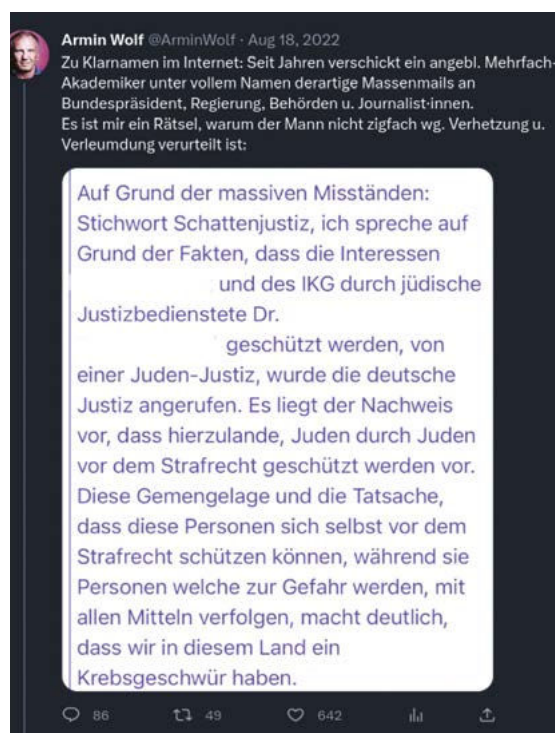 Armin Wolf @ArminWolf · Aug 18, 2022
Zu Klarnamen im Internet: Seit Jahren verschickt ein angebl. Mehrfach-
Akademiker unter vollem Namen derartige Massenmails an
Bundespräsident, Regierung, Behörden u. Journalist·innen.
Es ist mir ein Rätsel, warum der Mann nicht zigfach wg. Verhetzung u.
Verleumdung verurteilt ist:
Auf Grund der massiven Misständen:
Stichwort Schattenjustiz, ich spreche auf
Grund der Fakten, dass die Interessen
und des IKG durch jüdische
Justizbedienstete Dr.
geschützt werden, von
einer Juden-Justiz, wurde die deutsche
Justiz angerufen. Es liegt der Nachweis
vor, dass hierzulande, Juden durch Juden
vor dem Strafrecht geschützt werden vor.
Diese Gemengelage und die Tatsache,
dass diese Personen sich selbst vor dem
Strafrecht schützen können, während sie
Personen welche zur Gefahr werden, mit
allen Mitteln verfolgen, macht deutlich,
dass wir in diesem Land ein
Krebsgeschwür haben.
86 49 642